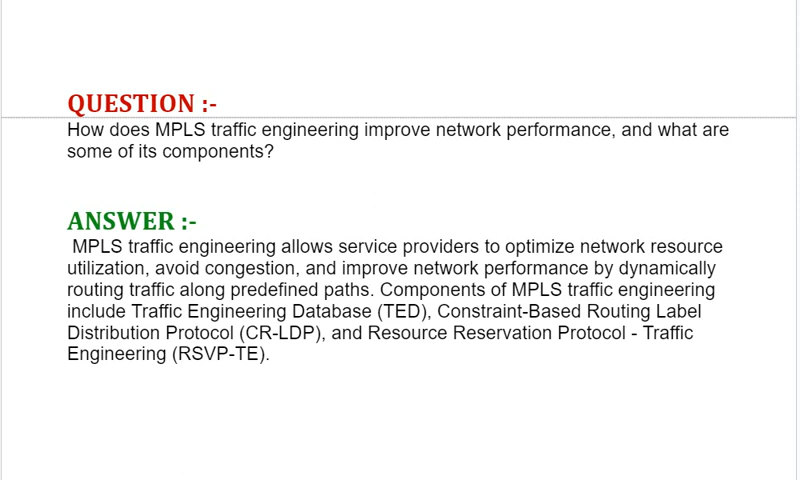 QUESTION :-
How does MPLS traffic engineering improve network performance, and what are
some of its components?
ANSWER :-
MPLS traffic engineering allows service providers to optimize network resource
utilization, avoid congestion, and improve network performance by dynamically
routing traffic along predefined paths. Components of MPLS traffic engineering
include Traffic Engineering Database (TED), Constraint-Based Routing Label
Distribution Protocol (CR-LDP), and Resource Reservation Protocol - Traffic
Engineering (RSVP-TE).